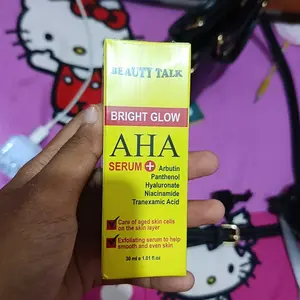 BEAUTY TALK
BRIGHT GLOW
AHA
SERUM + Arbutin
Panthenol
Hyaluronate
Niacinamide
Tranexamic Acid
Care of aged skin cells
on the skin layer
Exfoliating serum to help
smooth and even skin
30 ml x 1.01 fl.oz